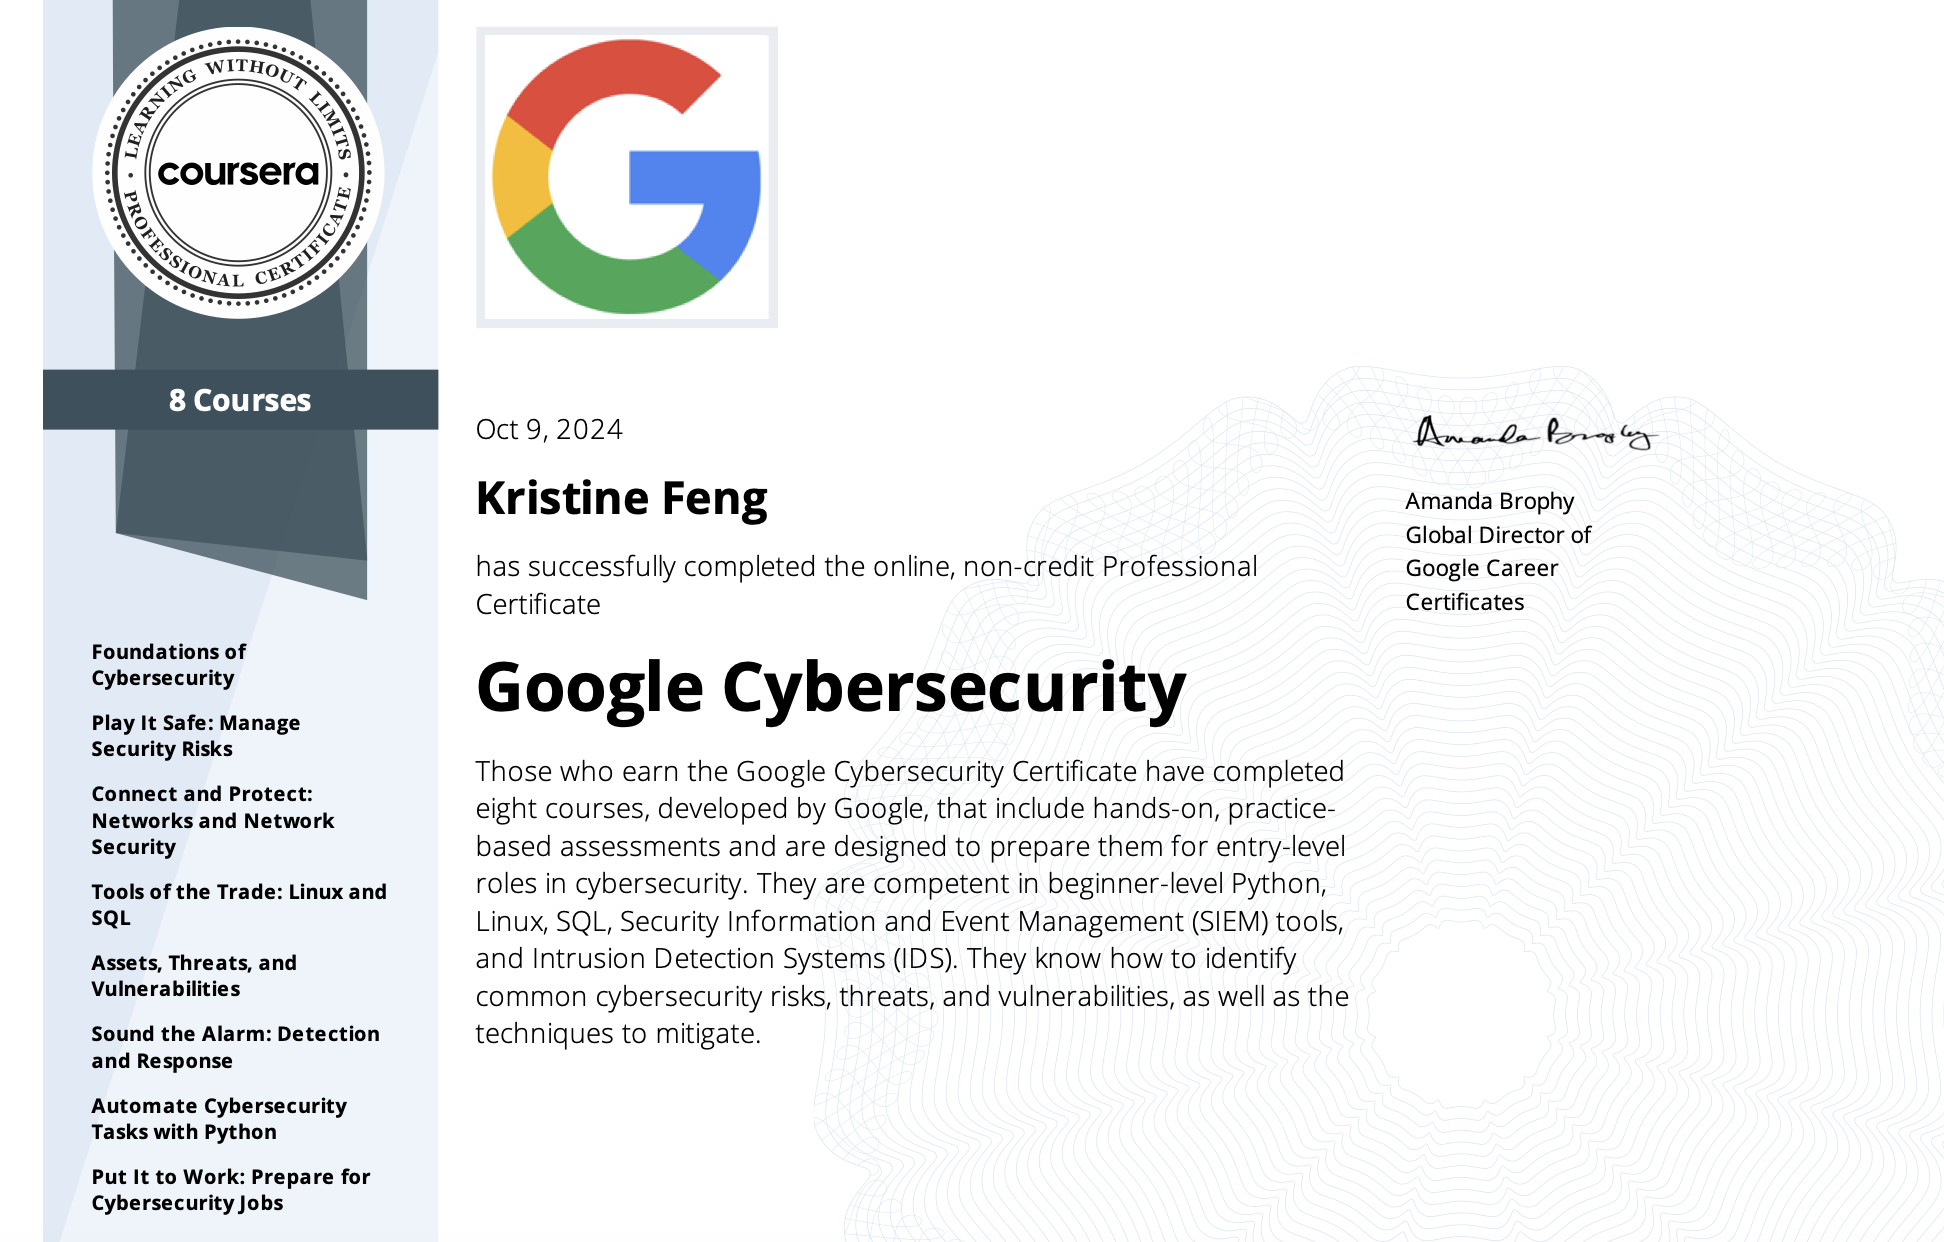 LEARNING WITHOUT LIMITS
coursera
PROFESSIONAL CERTIFICATE
8 Courses
Foundations of
Cybersecurity
Play It Safe: Manage
Security Risks
Connect and Protect:
Networks and Network
Security
Tools of the Trade: Linux and
SQL
Assets, Threats, and
Vulnerabilities
Sound the Alarm: Detection
and Response
Automate Cybersecurity
Tasks with Python
Put It to Work: Prepare for
Cybersecurity Jobs
G
Oct 9, 2024
Kristine Feng
has successfully completed the online, non-credit Professional
Certificate
Google Cybersecurity
Those who earn the Google Cybersecurity Certificate have completed
eight courses, developed by Google, that include hands-on, practice-
based assessments and are designed to prepare them for entry-level
roles in cybersecurity. They are competent in beginner-level Python,
Linux, SQL, Security Information and Event Management (SIEM) tools,
and Intrusion Detection Systems (IDS). They know how to identify
common cybersecurity risks, threats, and vulnerabilities, as well as the
techniques to mitigate.
Amanda Brophy
Amanda Brophy
Global Director of
Google Career
Certificates